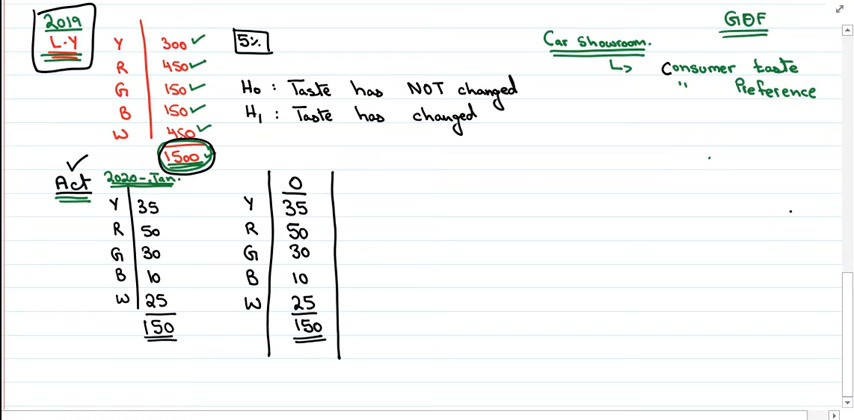 2019
L.Y
Y 300 ✓
R 450 ✓
G 150 ✓
B 150 ✓
W 450 ✓
1500
5%
H0 : Taste has NOT changed
H1 : Taste has changed
GOF
Car Showroom.
↳ Consumer taste
" Preference
✓
Act 2020-Jan.
Y 35
R 50
G 30
B 10
W 25
150
O
Y 35
R 50
G 30
B 10
W 25
150